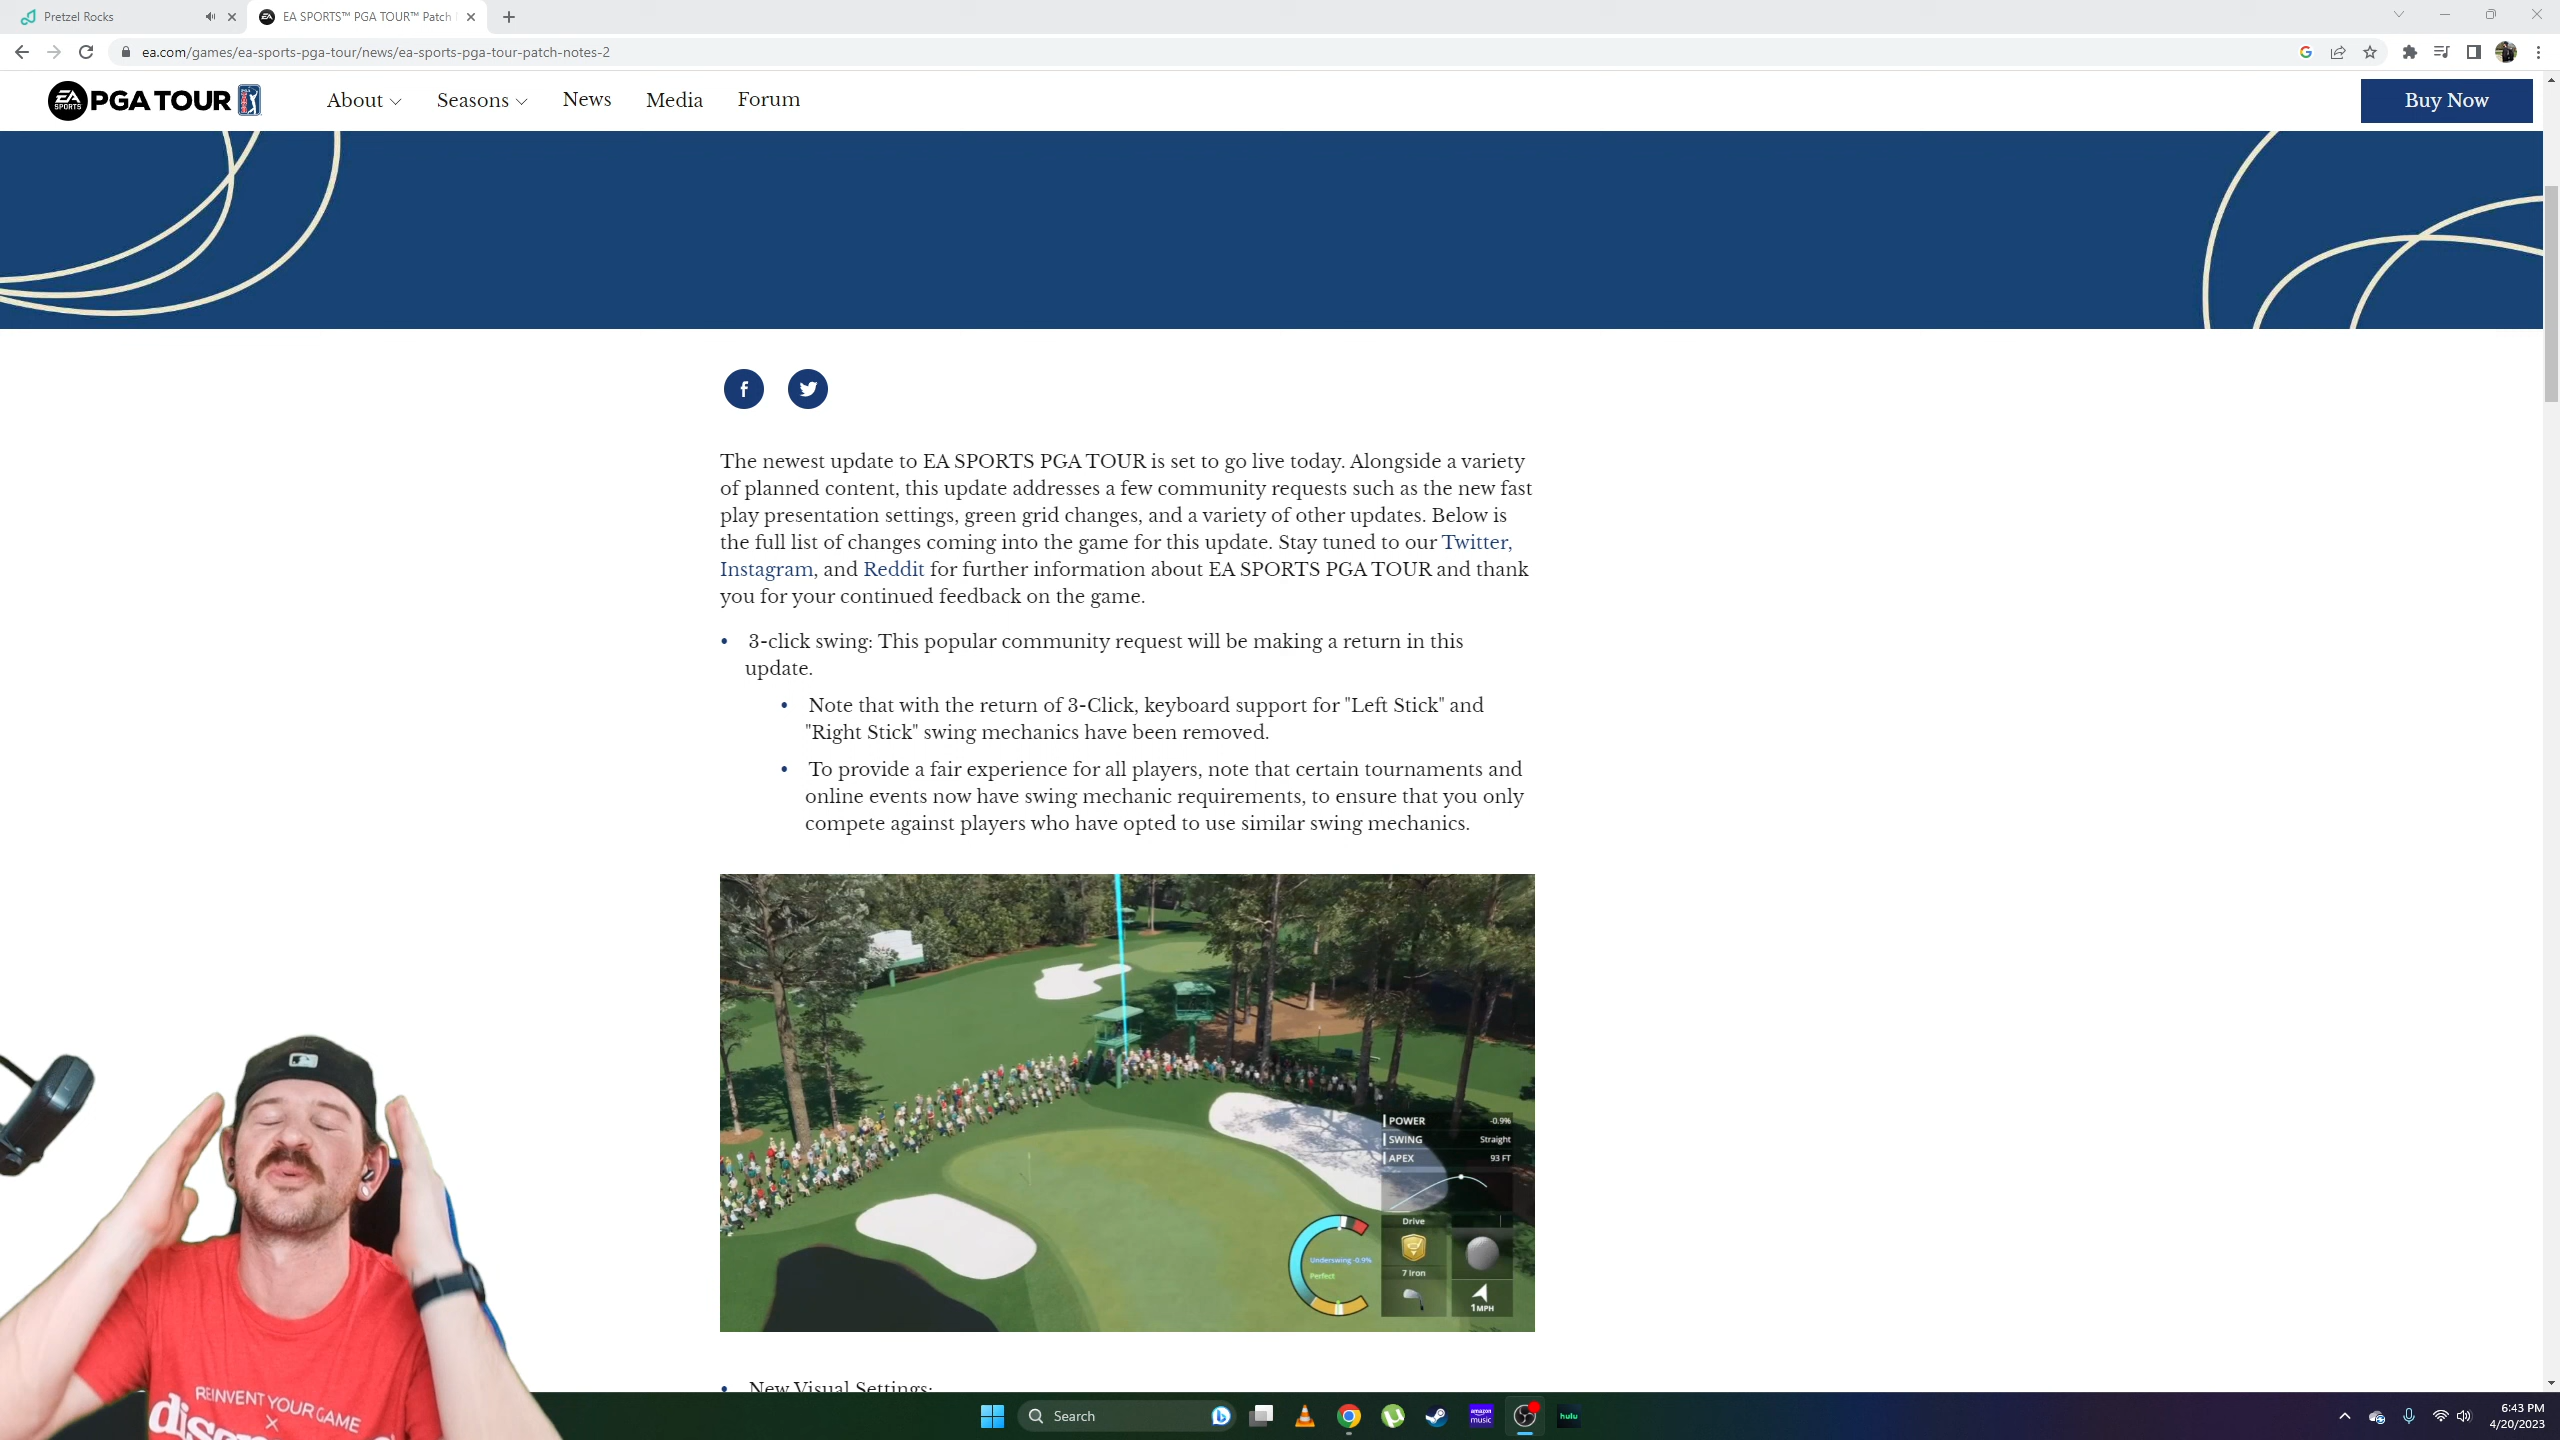 Pretzel Rocks
EA SPORTS™ PGA TOUR™ Patch
ea.com/games/ea-sports-pga-tour/news/ea-sports-pga-tour-patch-notes-2
EA SPORTS PGA TOUR
About
Seasons
News
Media
Forum
Buy Now
The newest update to EA SPORTS PGA TOUR is set to go live today. Alongside a variety
of planned content, this update addresses a few community requests such as the new fast
play presentation settings, green grid changes, and a variety of other updates. Below is
the full list of changes coming into the game for this update. Stay tuned to our Twitter,
Instagram, and Reddit for further information about EA SPORTS PGA TOUR and thank
you for your continued feedback on the game.
• 3-click swing: This popular community request will be making a return in this
update.
• Note that with the return of 3-Click, keyboard support for "Left Stick" and
"Right Stick" swing mechanics have been removed.
• To provide a fair experience for all players, note that certain tournaments and
online events now have swing mechanic requirements, to ensure that you only
compete against players who have opted to use similar swing mechanics.
POWER -0.9%
SWING Straight
APEX 93 FT
Drive
Underswing -0.9%
Perfect
7 Iron
1 MPH
• New Visual Settings:
REINVENT YOUR GAME
X
Search
amazon music
hulu
6:43 PM
4/20/2023